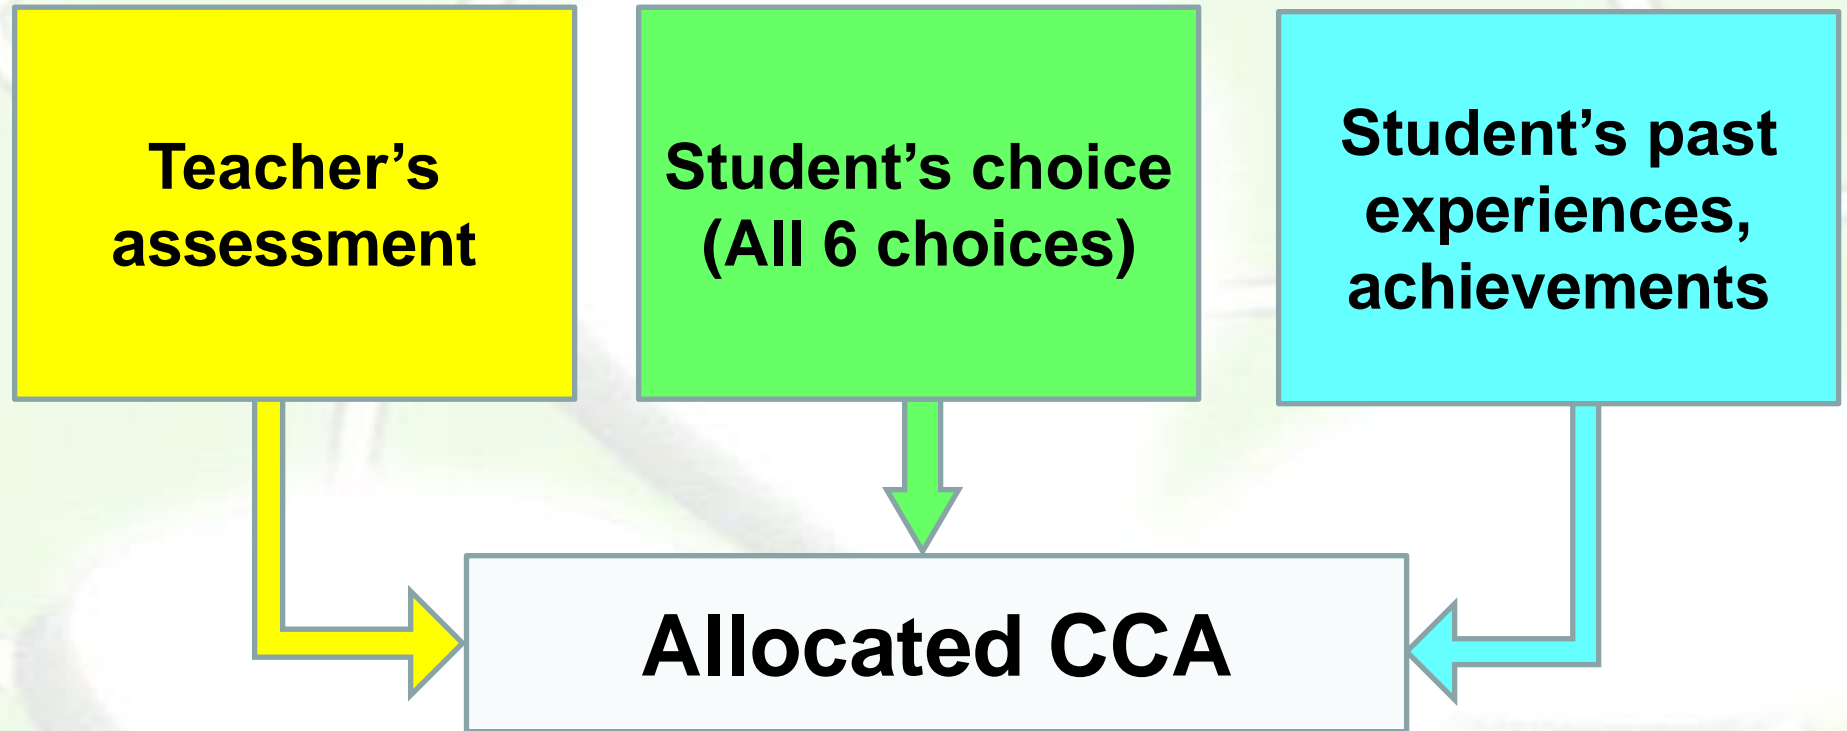 Teacher’s
assessment
Student’s choice
(All 6 choices)
Student’s past
experiences,
achievements
Allocated CCA